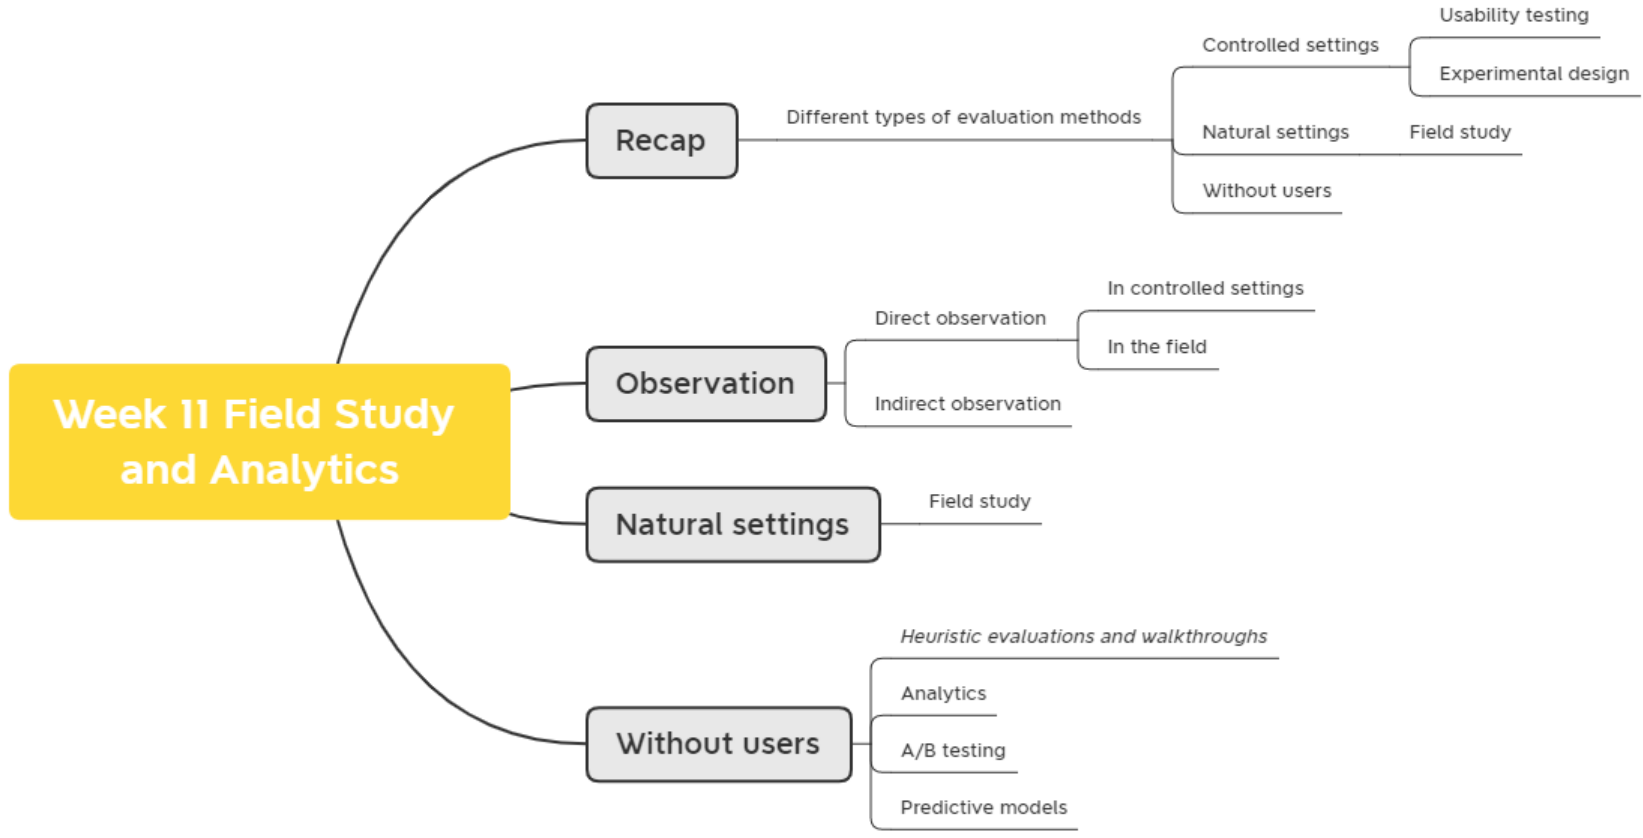 Week 11 Field Study
and Analytics
Recap
Different types of evaluation methods
Controlled settings
Usability testing
Experimental design
Natural settings
Field study
Without users
Observation
Direct observation
In controlled settings
In the field
Indirect observation
Natural settings
Field study
Without users
Heuristic evaluations and walkthroughs
Analytics
A/B testing
Predictive models